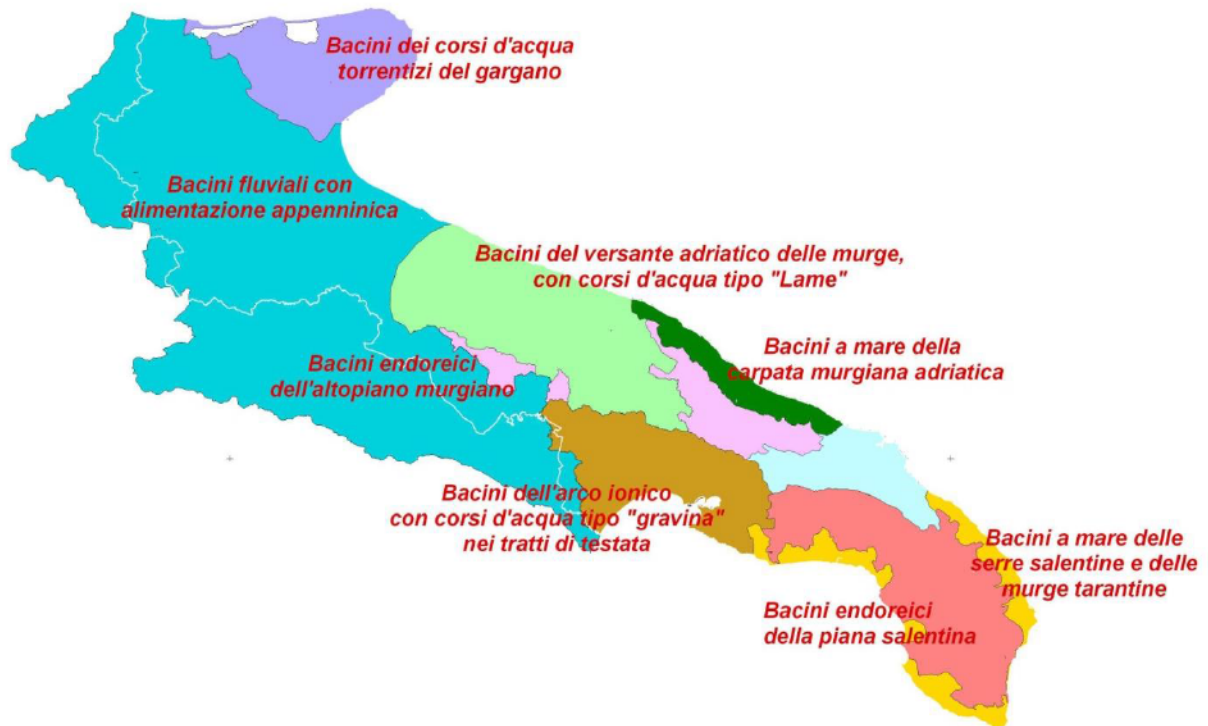 Bacini dei corsi d'acqua
torrentizi del gargano
Bacini fluviali con
alimentazione appenninica
Bacini del versante adriatico delle murge,
con corsi d'acqua tipo "Lame"
Bacini a mare della
carpata murgiana adriatica
Bacini endoreici
dell'altopiano murgiano
Bacini dell'arco ionico
con corsi d'acqua tipo "gravina"
nei tratti di testata
Bacini a mare delle
serre salentine e delle
murge tarantine
Bacini endoreici
della piana salentina